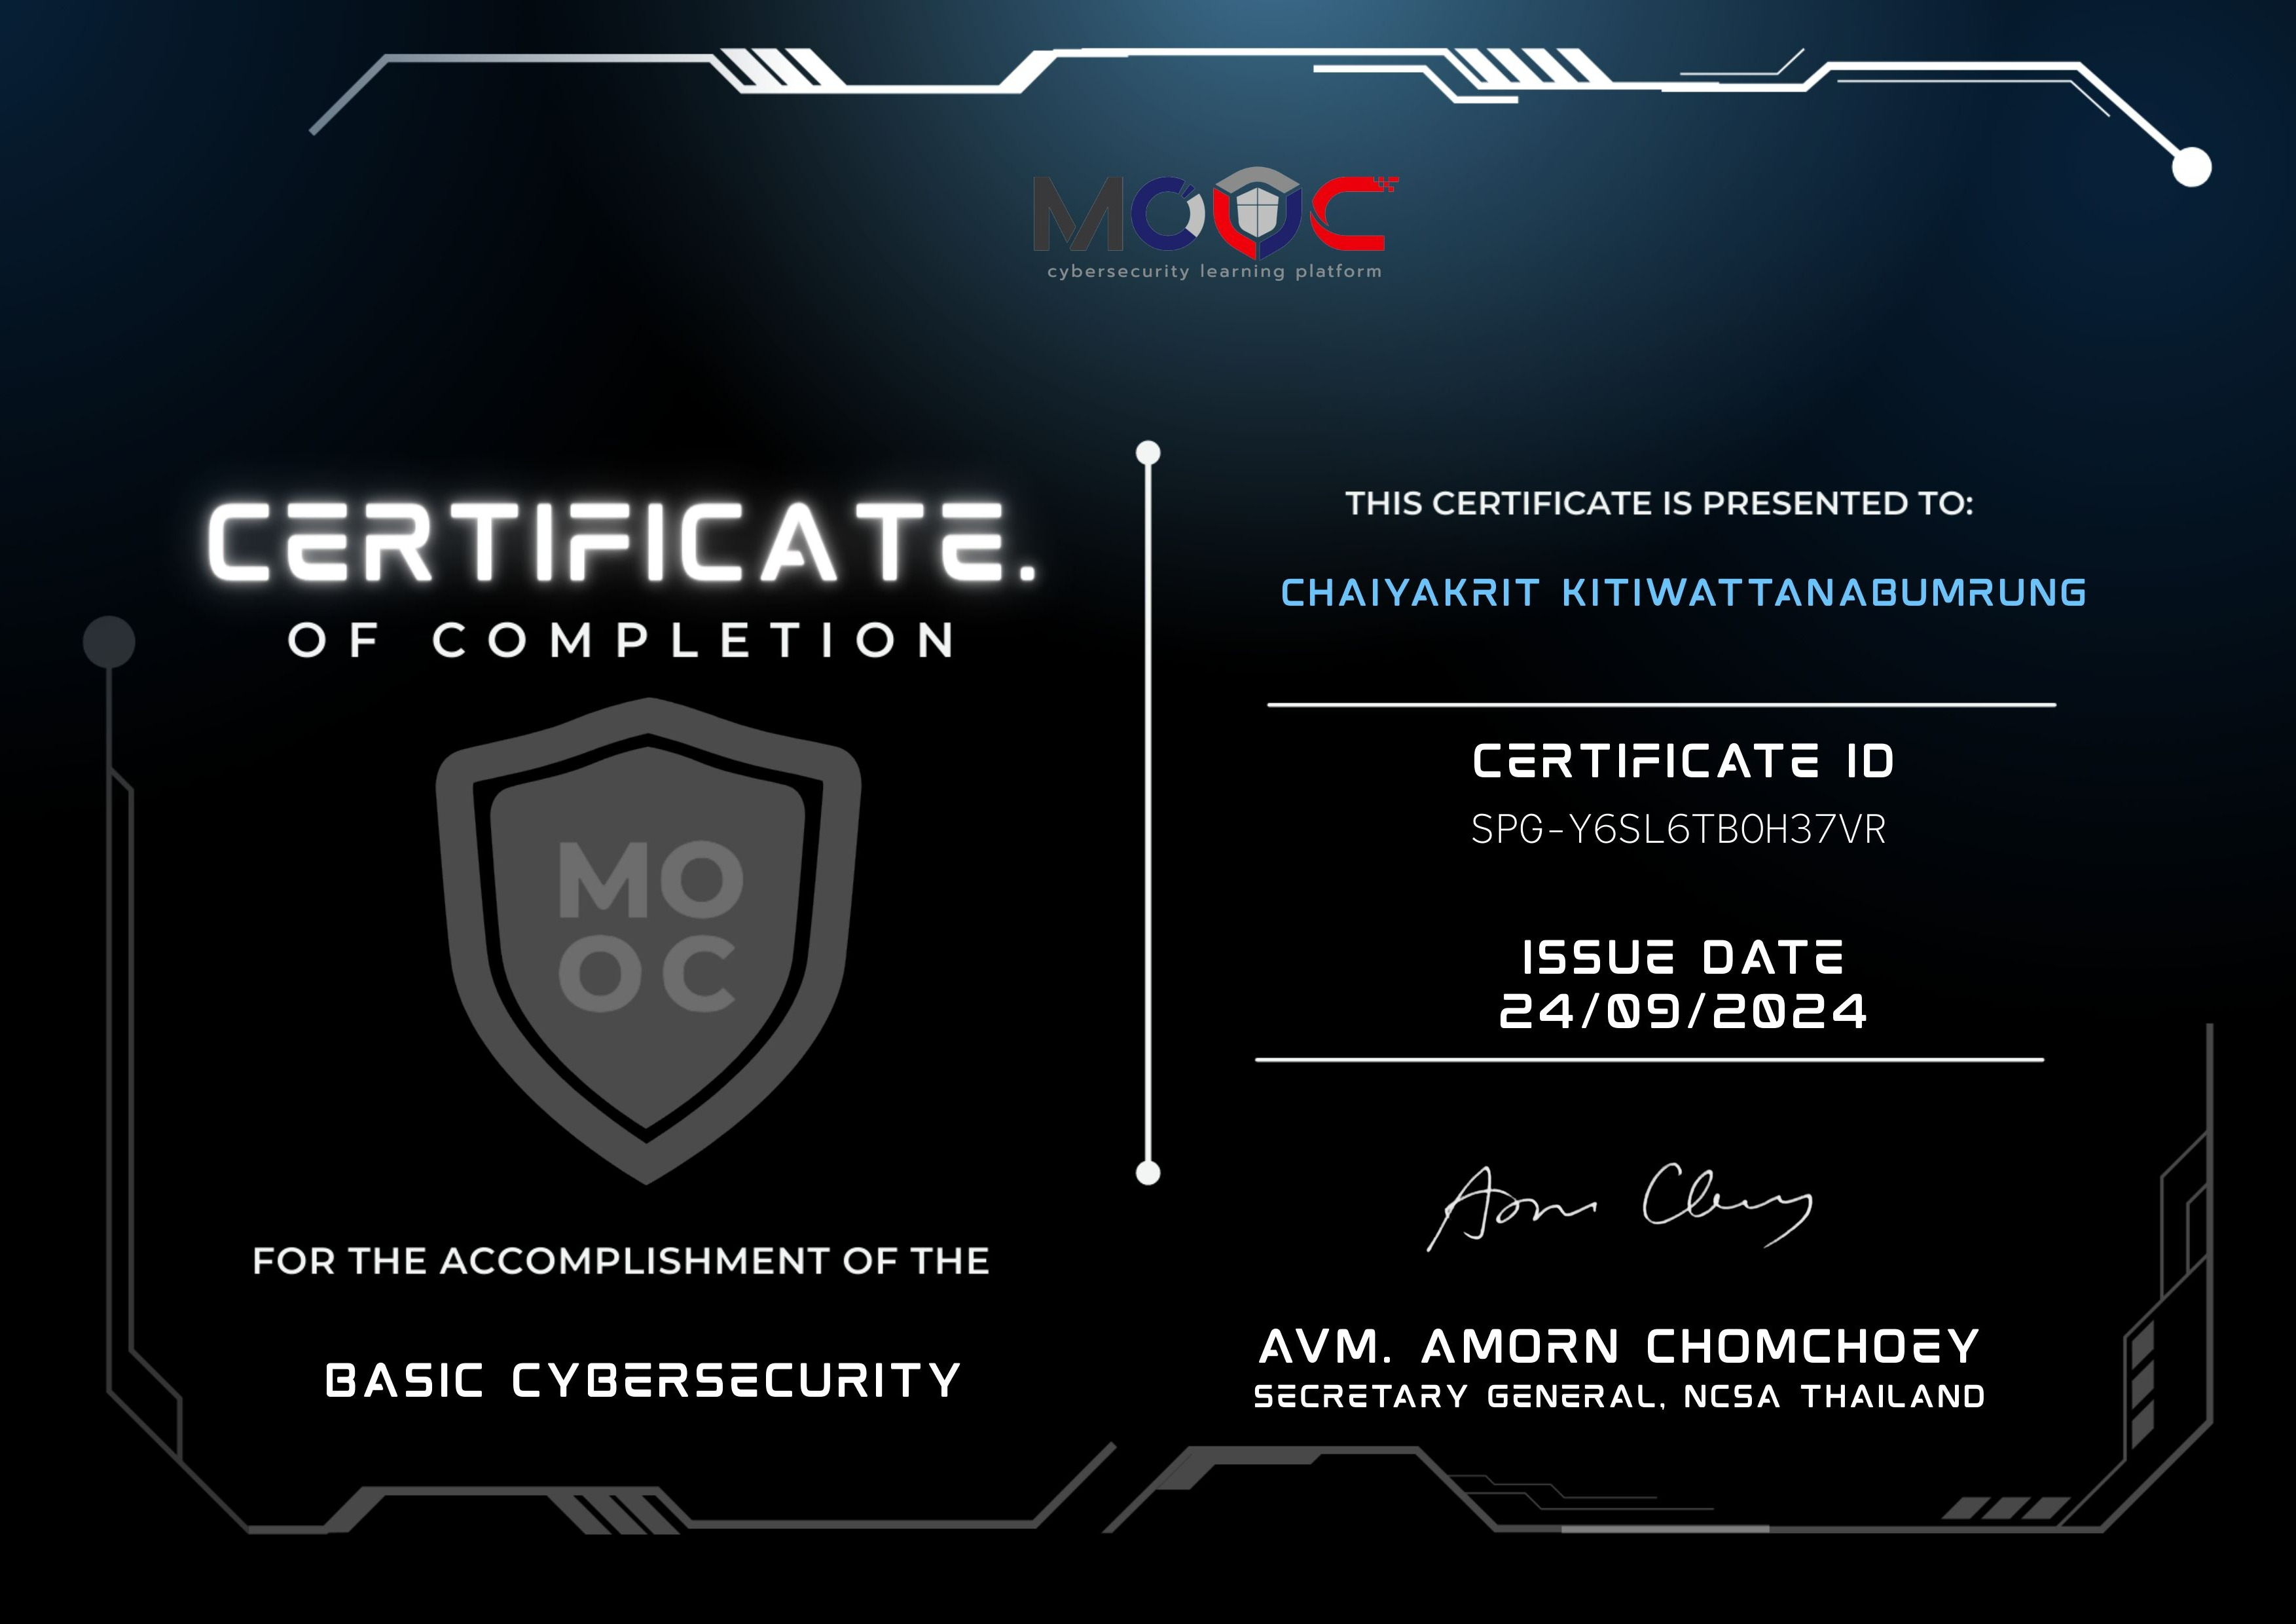 MOOC
cybersecurity learning platform
CERTIFICATE.
OF COMPLETION
MO
OC
FOR THE ACCOMPLISHMENT OF THE
BASIC CYBERSECURITY
THIS CERTIFICATE IS PRESENTED TO:
CHAIYAKRIT KITIWATTANABUMRUNG
CERTIFICATE ID
SPG-Y6SL6TB0H37VR
ISSUE DATE
24/09/2024
AVM. AMORN CHOMCHOEY
SECRETARY GENERAL, NCSA THAILAND